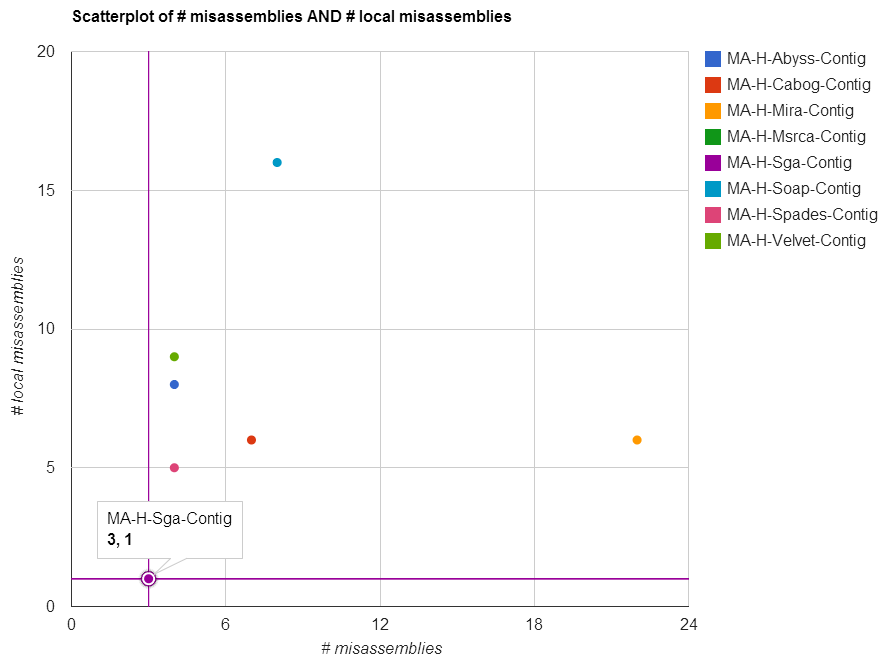 Scatterplot of # misassemblies AND # local misassemblies
20
15
10
5
0
# local misassemblies
MA-H-Sga-Contig
3, 1
0 6 12 18 24
# misassemblies
MA-H-Abyss-Contig
MA-H-Cabog-Contig
MA-H-Mira-Contig
MA-H-Msrca-Contig
MA-H-Sga-Contig
MA-H-Soap-Contig
MA-H-Spades-Contig
MA-H-Velvet-Contig